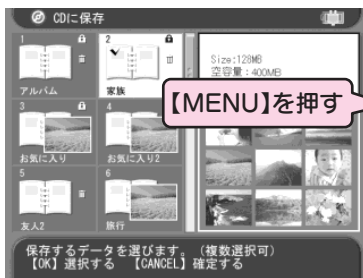 CDに保存
1
2
アルバム
家族
3
4
お気に入り
お気に入り2
5
6
友人2
旅行
Size:128MB
空容量:400MB
【MENU】を押す
保存するデータを選びます。（複数選択可）
【OK】選択する 【CANCEL】確定する